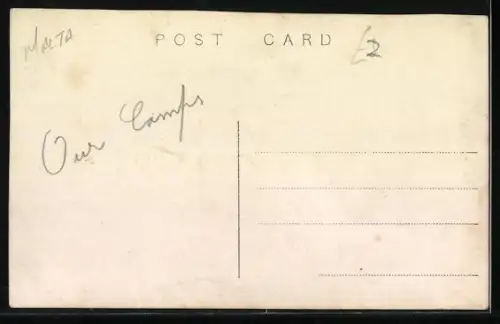 MALTA
POST CARD
£2
Our Camps